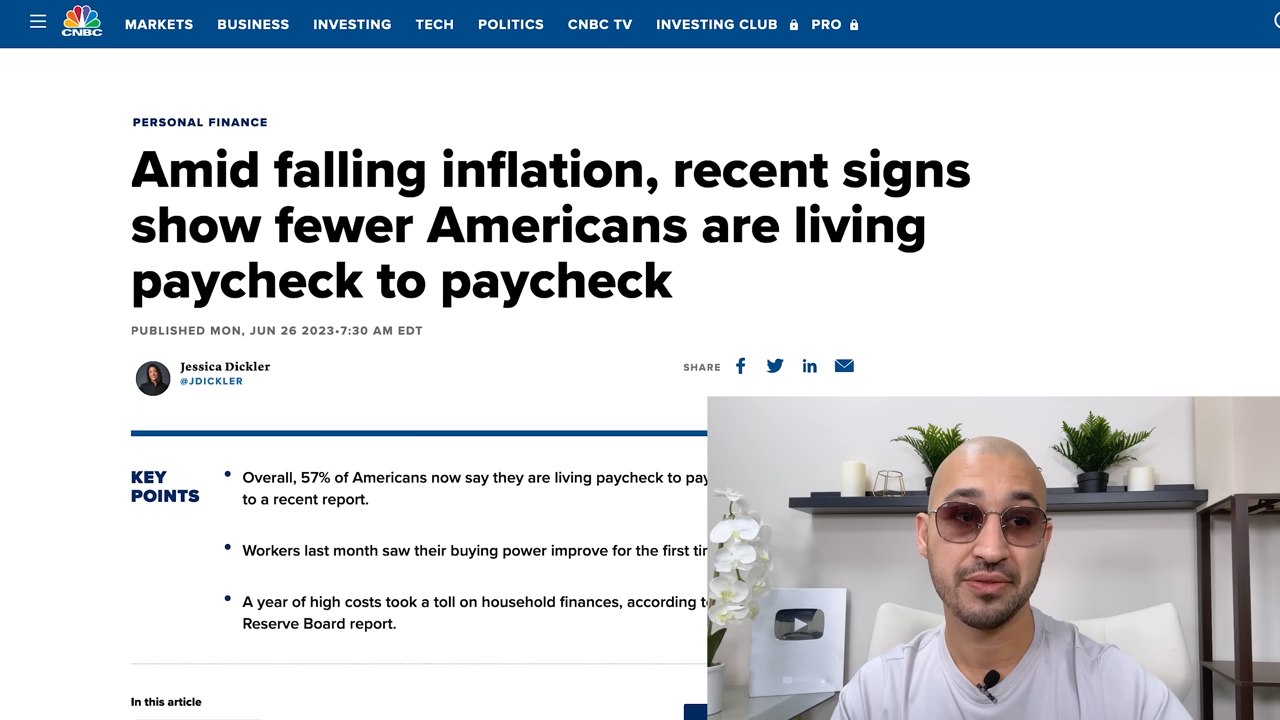 CNBC
MARKETS BUSINESS INVESTING TECH POLITICS CNBC TV INVESTING CLUB PRO
PERSONAL FINANCE
Amid falling inflation, recent signs
show fewer Americans are living
paycheck to paycheck
PUBLISHED MON, JUN 26 2023•7:30 AM EDT
Jessica Dickler
@JDICKLER
SHARE
KEY
POINTS
• Overall, 57% of Americans now say they are living paycheck to pay
to a recent report.
• Workers last month saw their buying power improve for the first
• A year of high costs took a toll on household finances, according
Reserve Board report.
In this article